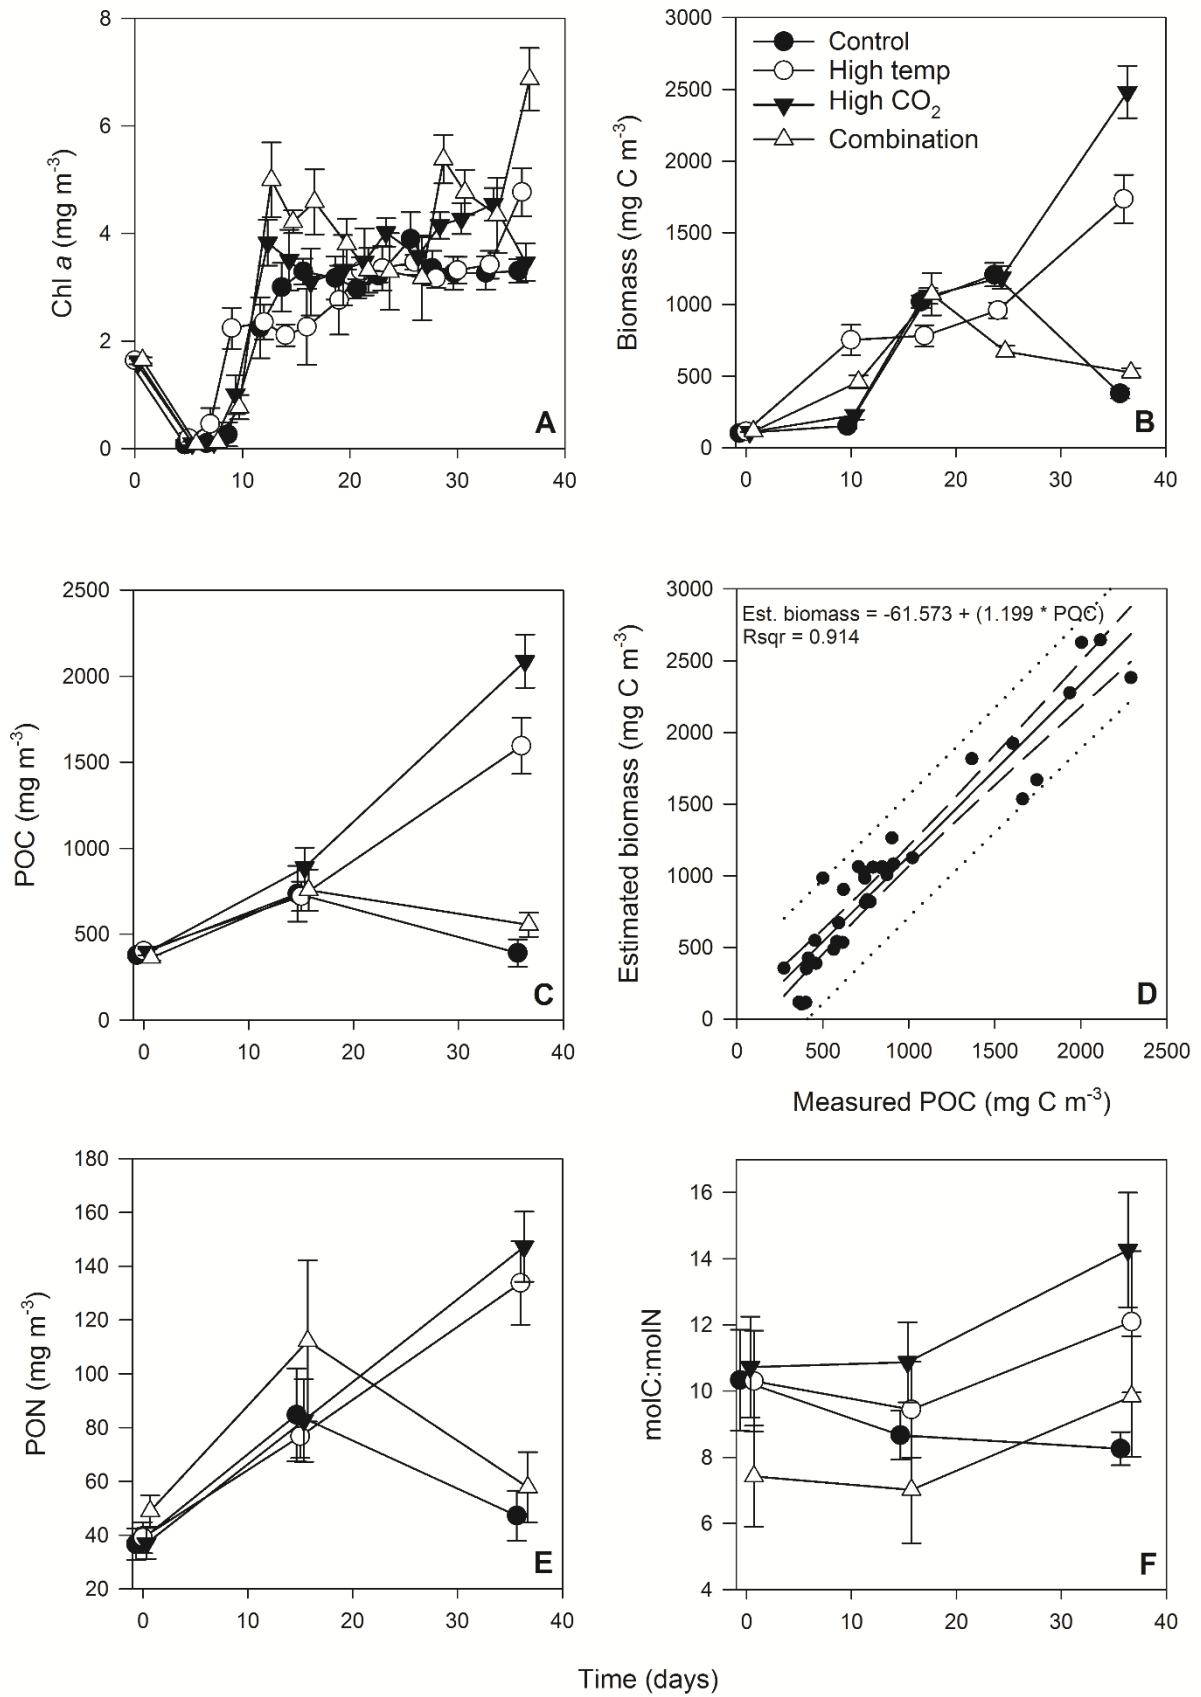 8
6
4
2
0
Chl a (mg m-3)
0 10 20 30 40
A
3000
2500
2000
1500
1000
500
0
Biomass (mg C m-3)
Control
High temp
High CO2
Combination
0 10 20 30 40
B
2500
2000
1500
1000
500
0
POC (mg m-3)
0 10 20 30 40
C
3000
2500
2000
1500
1000
500
0
Estimated biomass (mg C m-3)
Est. biomass = -61.573 + (1.199 * POC)
Rsqr = 0.914
D
0 500 1000 1500 2000 2500
Measured POC (mg C m-3)
180
160
140
120
100
80
60
40
20
PON (mg m-3)
0 10 20 30 40
E
16
14
12
10
8
6
4
molC:molN
0 10 20 30 40
F
Time (days)